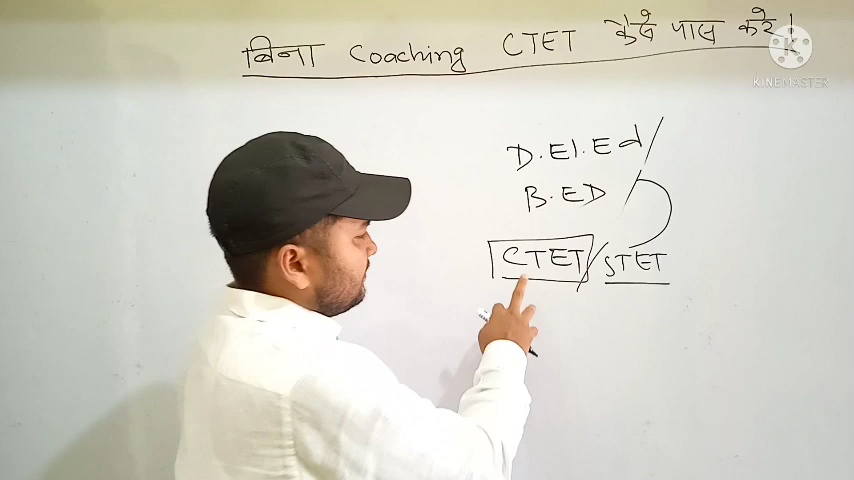 बिना Coaching CTET कैसे पास करे।
K
KINEMASTER
D.El.Ed/
B.ED
CTET/STET